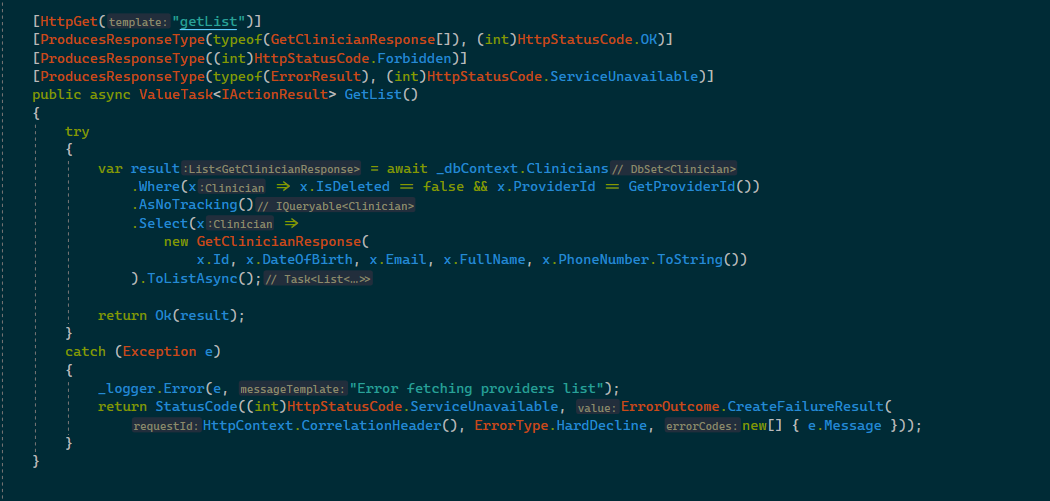 [HttpGet(template:"getList")]
[ProducesResponseType(typeof(GetClinicianResponse[]), (int)HttpStatusCode.OK)]
[ProducesResponseType((int)HttpStatusCode.Forbidden)]
[ProducesResponseType(typeof(ErrorResult), (int)HttpStatusCode.ServiceUnavailable)]
public async ValueTask<IActionResult> GetList()
{
try
{
var result:List<GetClinicianResponse> = await _dbContext.Clinicians // DbSet<Clinician>
.Where(x:Clinician => x.IsDeleted == false && x.ProviderId == GetProviderId())
.AsNoTracking() // IQueryable<Clinician>
.Select(x:Clinician =>
new GetClinicianResponse(
x.Id, x.DateOfBirth, x.Email, x.FullName, x.PhoneNumber.ToString())
).ToListAsync(); // Task<List<…>>
return Ok(result);
}
catch (Exception e)
{
_logger.Error(e, messageTemplate:"Error fetching providers list");
return StatusCode((int)HttpStatusCode.ServiceUnavailable, value:ErrorOutcome.CreateFailureResult(
requestId:HttpContext.CorrelationHeader(), ErrorType.HardDecline, errorCodes:new[] { e.Message }));
}
}